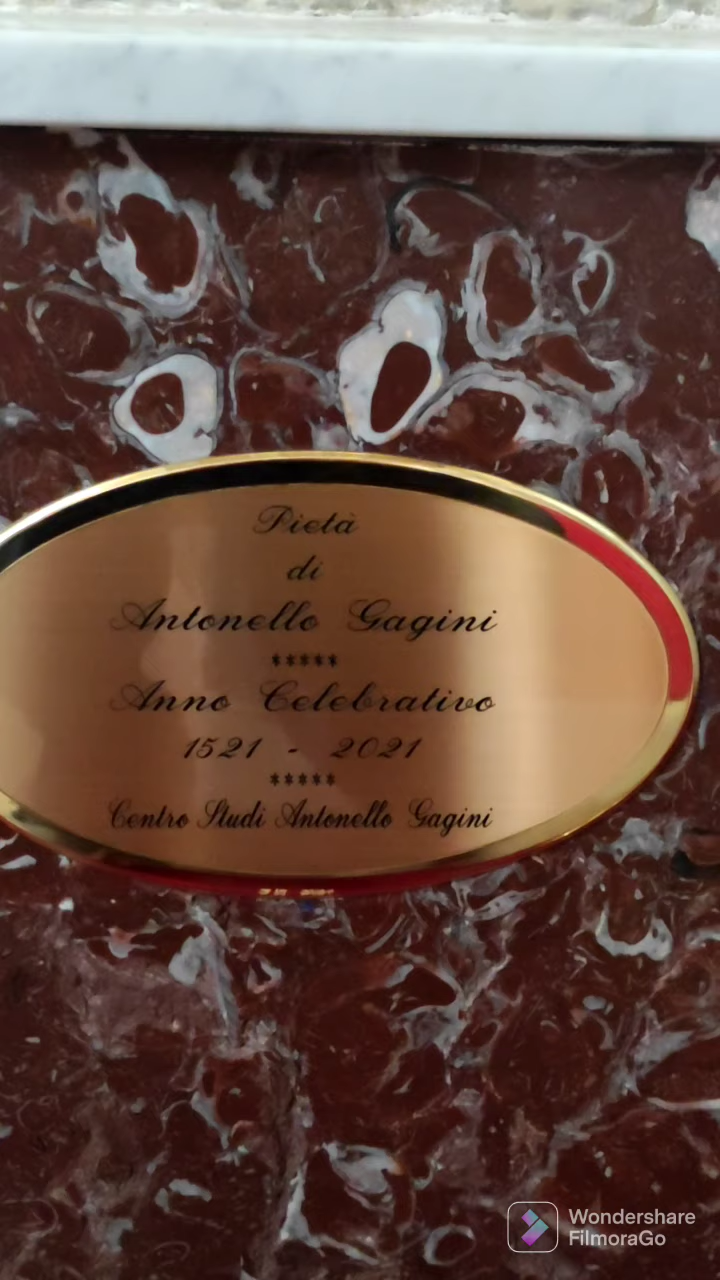 Pietà
di
Antonello Gagini
*****
Anno Celebrativo
1521 - 2021
*****
Centro Studi Antonello Gagini
Wondershare
FilmoraGo